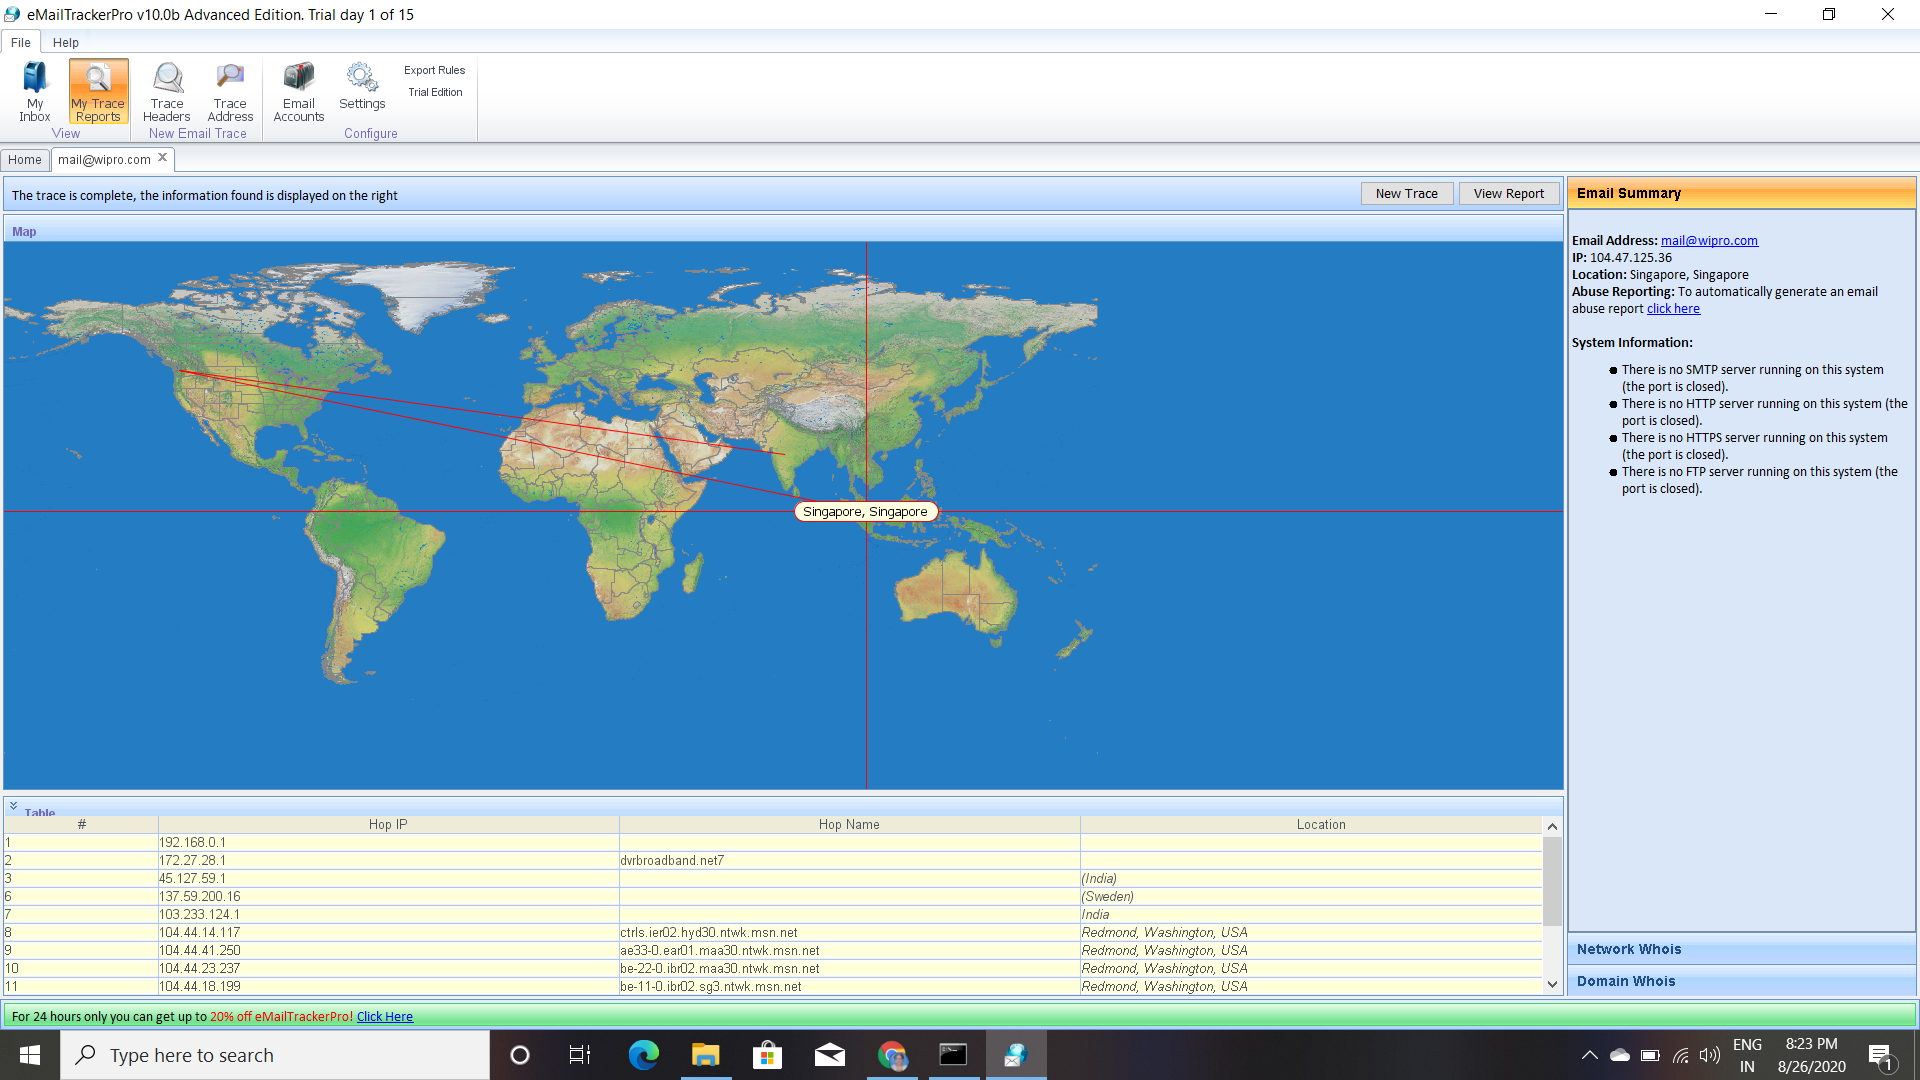 eMailTrackerPro v10.0b Advanced Edition. Trial day 1 of 15
File Help
My Inbox
My Trace Reports
Trace Headers
Trace Address
Email Accounts
Settings
Export Rules
Trial Edition
View
New Email Trace
Configure
Home mail@wipro.com
The trace is complete, the information found is displayed on the right
New Trace View Report
Map
Singapore, Singapore
Table
# Hop IP Hop Name Location
1 192.168.0.1
2 172.27.28.1 dvrbroadband.net7
3 45.127.59.1 (India)
6 137.59.200.16 (Sweden)
7 103.233.124.1 India
8 104.44.14.117 ctrls.ier02.hyd30.ntwk.msn.net Redmond, Washington, USA
9 104.44.41.250 ae33-0.ear01.maa30.ntwk.msn.net Redmond, Washington, USA
10 104.44.23.237 be-22-0.ibr02.maa30.ntwk.msn.net Redmond, Washington, USA
11 104.44.18.199 be-11-0.ibr02.sg3.ntwk.msn.net Redmond, Washington, USA
Email Summary
Email Address: mail@wipro.com
IP: 104.47.125.36
Location: Singapore, Singapore
Abuse Reporting: To automatically generate an email
abuse report click here
System Information:
There is no SMTP server running on this system
(the port is closed).
There is no HTTP server running on this system (the
port is closed).
There is no HTTPS server running on this system
(the port is closed).
There is no FTP server running on this system (the
port is closed).
Network Whois
Domain Whois
For 24 hours only you can get up to 20% off eMailTrackerPro! Click Here
Type here to search
ENG
IN
8:23 PM
8/26/2020
1